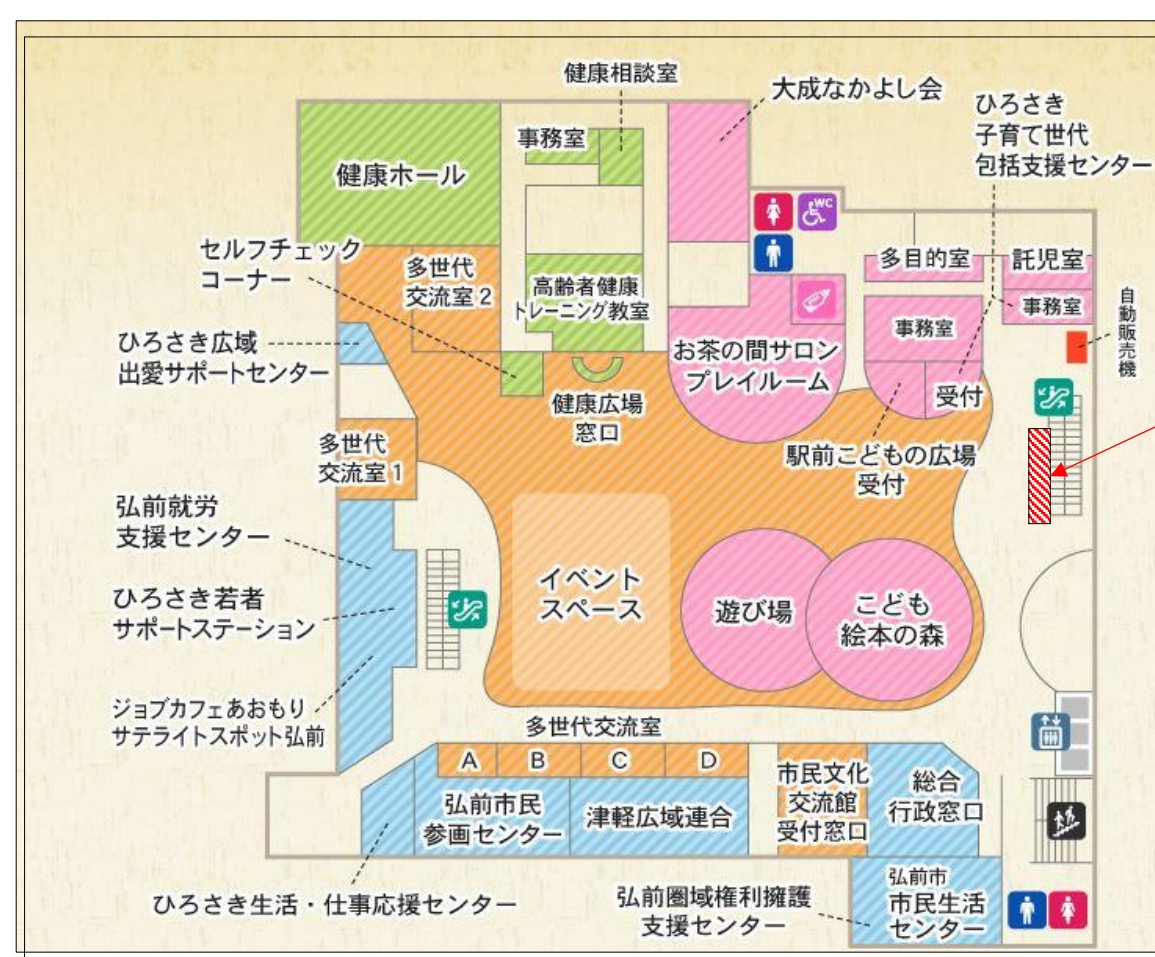 健康相談室
大成なかよし会
ひろさき
子育て世代
包括支援センター
事務室
健康ホール
WC
セルフチェック
コーナー
多世代
交流室2
高齢者健康
トレーニング教室
多目的室
託児室
事務室
事務室
自動販売機
ひろさき広域
出愛サポートセンター
お茶の間サロン
プレイルーム
受付
健康広場
窓口
多世代
交流室1
駅前こどもの広場
受付
弘前就労
支援センター
イベント
スペース
遊び場
こども
絵本の森
ひろさき若者
サポートステーション
ジョブカフェあおもり
サテライトスポット弘前
多世代交流室
A B C D
弘前市民
参画センター
津軽広域連合
市民文化
交流館
受付窓口
総合
行政窓口
ひろさき生活・仕事応援センター
弘前圏域権利擁護
支援センター
弘前市
市民生活
センター